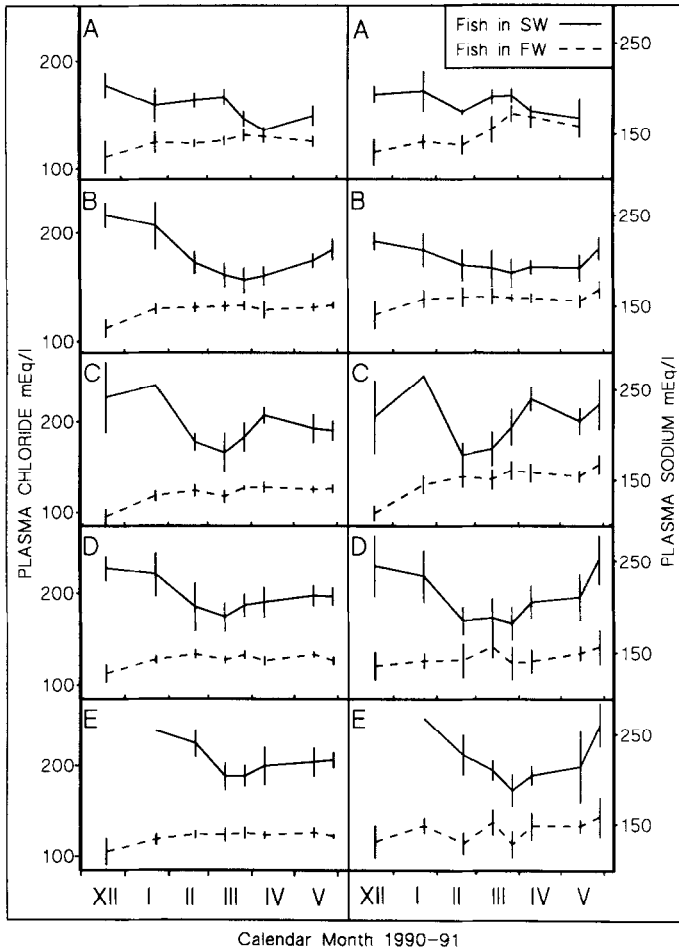 A
A
Fish in SW
Fish in FW
200
100
250
150
B
B
200
100
250
150
C
C
200
100
250
150
D
D
200
100
250
150
E
E
200
100
250
150
PLASMA CHLORIDE mEq/l
PLASMA SODIUM mEq/l
XII I II III IV V
XII I II III IV V
Calendar Month 1990-91